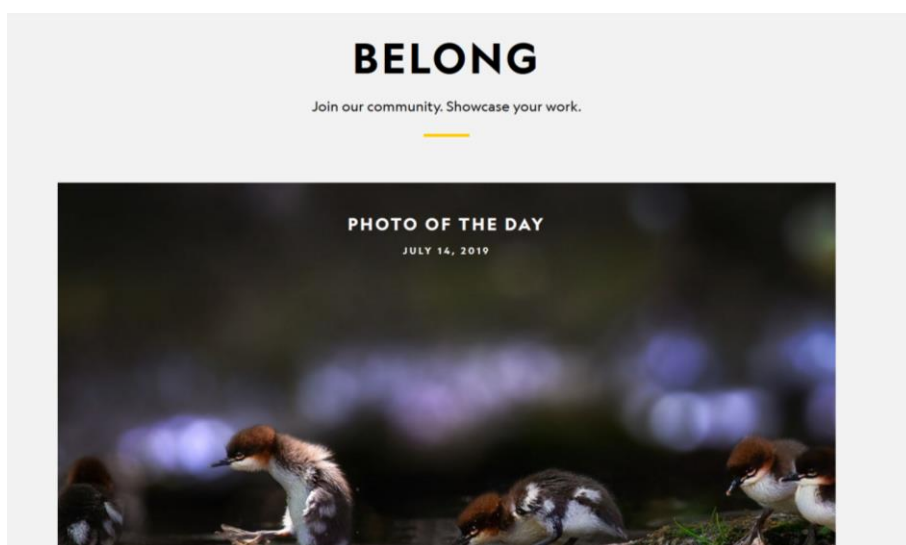 BELONG
Join our community. Showcase your work.
PHOTO OF THE DAY
JULY 14, 2019